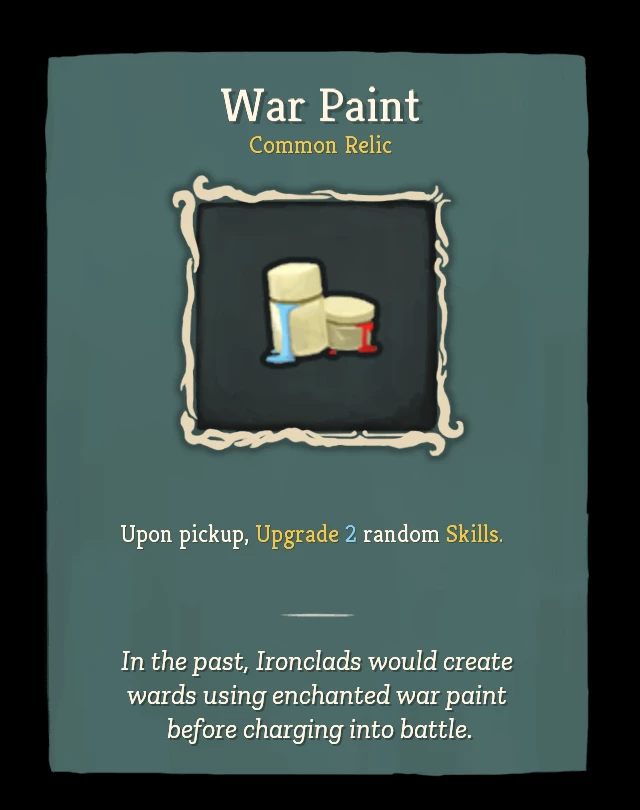 War Paint
Common Relic
Upon pickup, Upgrade 2 random Skills.
In the past, Ironclads would create
wards using enchanted war paint
before charging into battle.